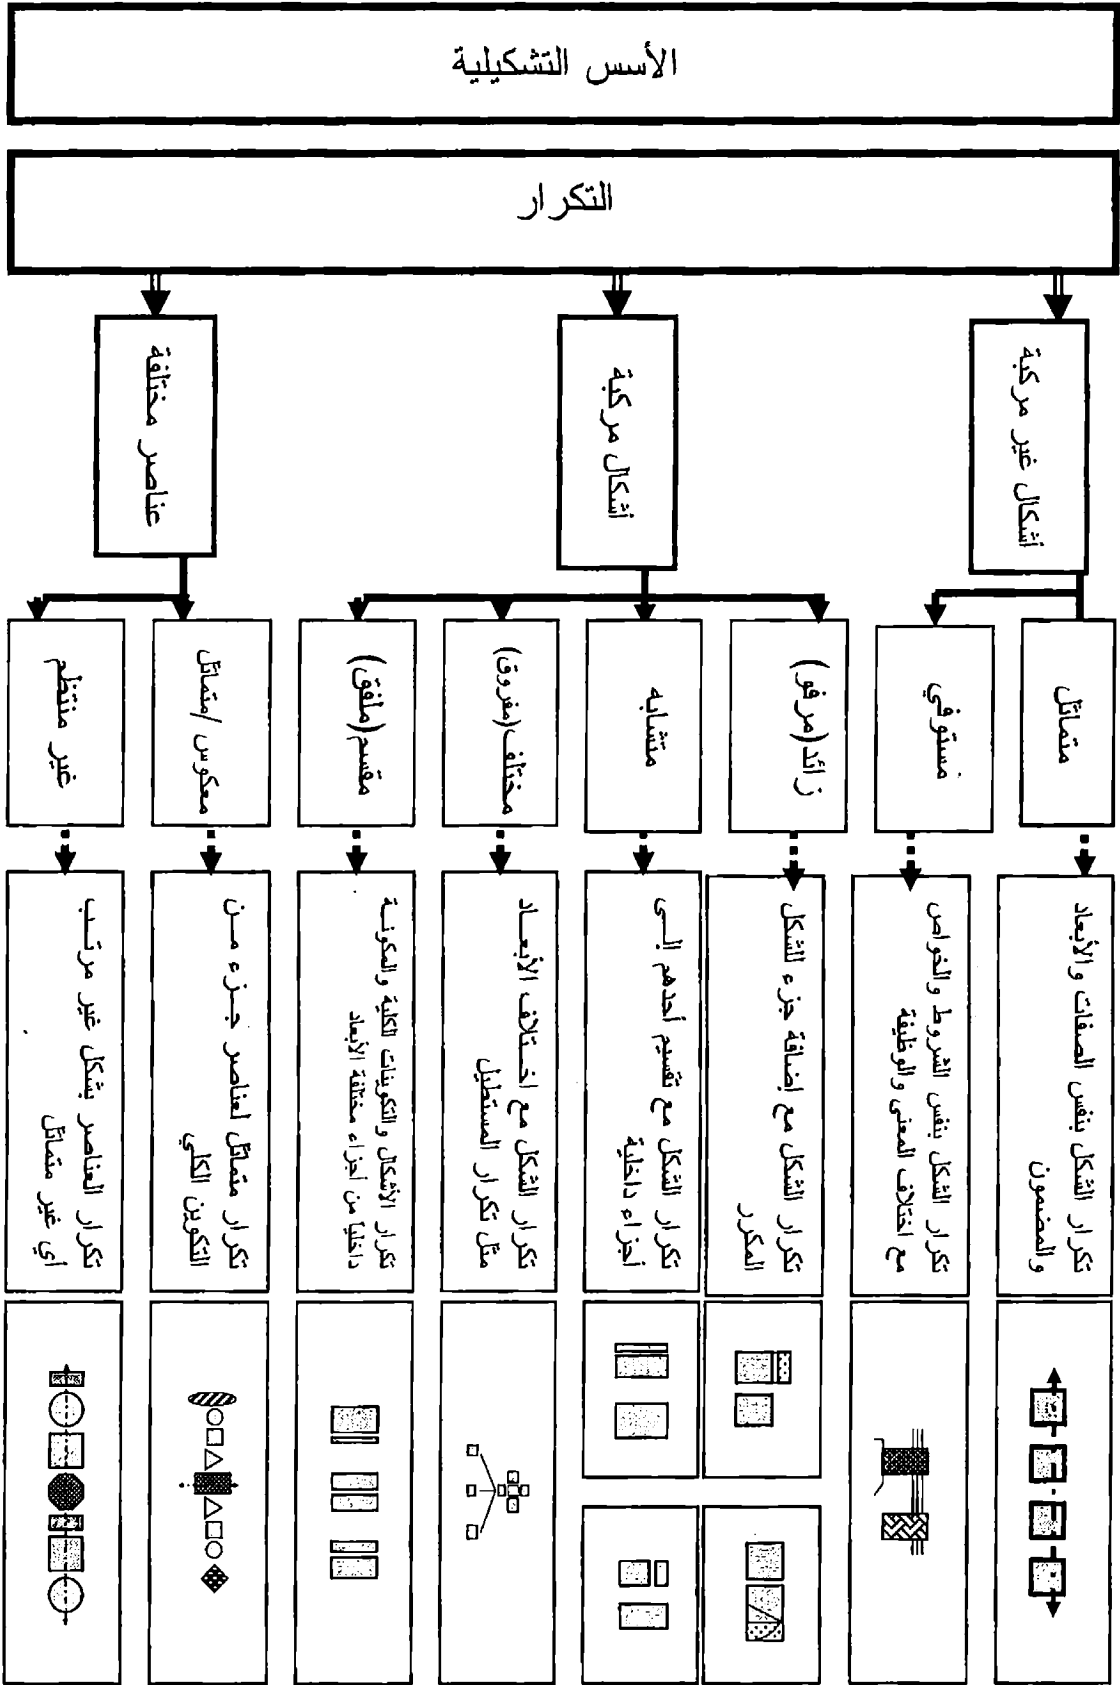 الأسس التشكيلية
التكرار
أشكال غير مركبة
أشكال مركبة
عناصر مختلفة
متماثل
مستوفي
زائد(مرفو)
متشابه
مختلف(مفروق)
مقسم(ملفق)
معكوس/متماثل
غير منتظم
تكرار الشكل بنفس الصفات والأبعاد
والمضمون
تكرار الشكل بنفس الشروط والخواص
مع اختلاف المعنى والوظيفة
تكرار الشكل مع اضافة جزء للشكل
المكرر
تكرار الشكل مع تقسيم أحدهم الى
أجزاء داخلية
تكرار الشكل مع اختلاف الأبعاد
مثل تكرار المستطيل
تكرار الأشكال والتكوينات الكلية والمكونة
داخلياً من أجزاء مختلفة الأبعاد
تكرار متماثل لعناصر جزء من
التكوين الكلي
تكرار العناصر بشكل غير مرتب
أي غير متماثل